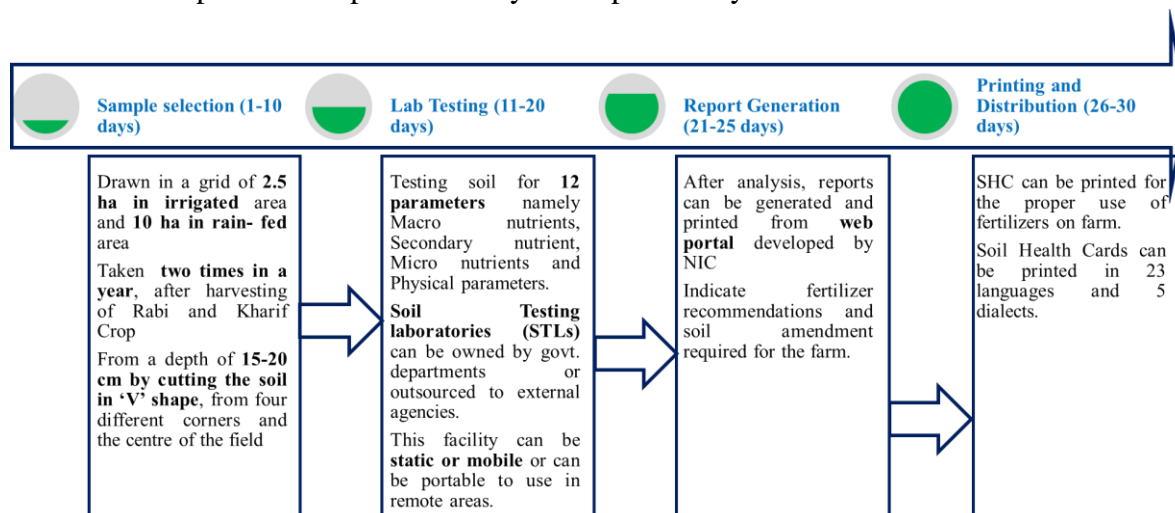 Sample selection (1-10
days)
Lab Testing (11-20
days)
Report Generation
(21-25 days)
Printing and
Distribution (26-30
days)
Drawn in a grid of 2.5
ha in irrigated area
and 10 ha in rain- fed
area
Taken two times in a
year, after harvesting
of Rabi and Kharif
Crop
From a depth of 15-20
cm by cutting the soil
in ‘V’ shape, from four
different corners and
the centre of the field
Testing soil for 12
parameters namely
Macro nutrients,
Secondary nutrient,
Micro nutrients and
Physical parameters.
Soil Testing
laboratories (STLs)
can be owned by govt.
departments or
outsourced to external
agencies.
This facility can be
static or mobile or can
be portable to use in
remote areas.
After analysis, reports
can be generated and
printed from web
portal developed by
NIC
Indicate fertilizer
recommendations and
soil amendment
required for the farm.
SHC can be printed for
the proper use of
fertilizers on farm.
Soil Health Cards can
be printed in 23
languages and 5
dialects.